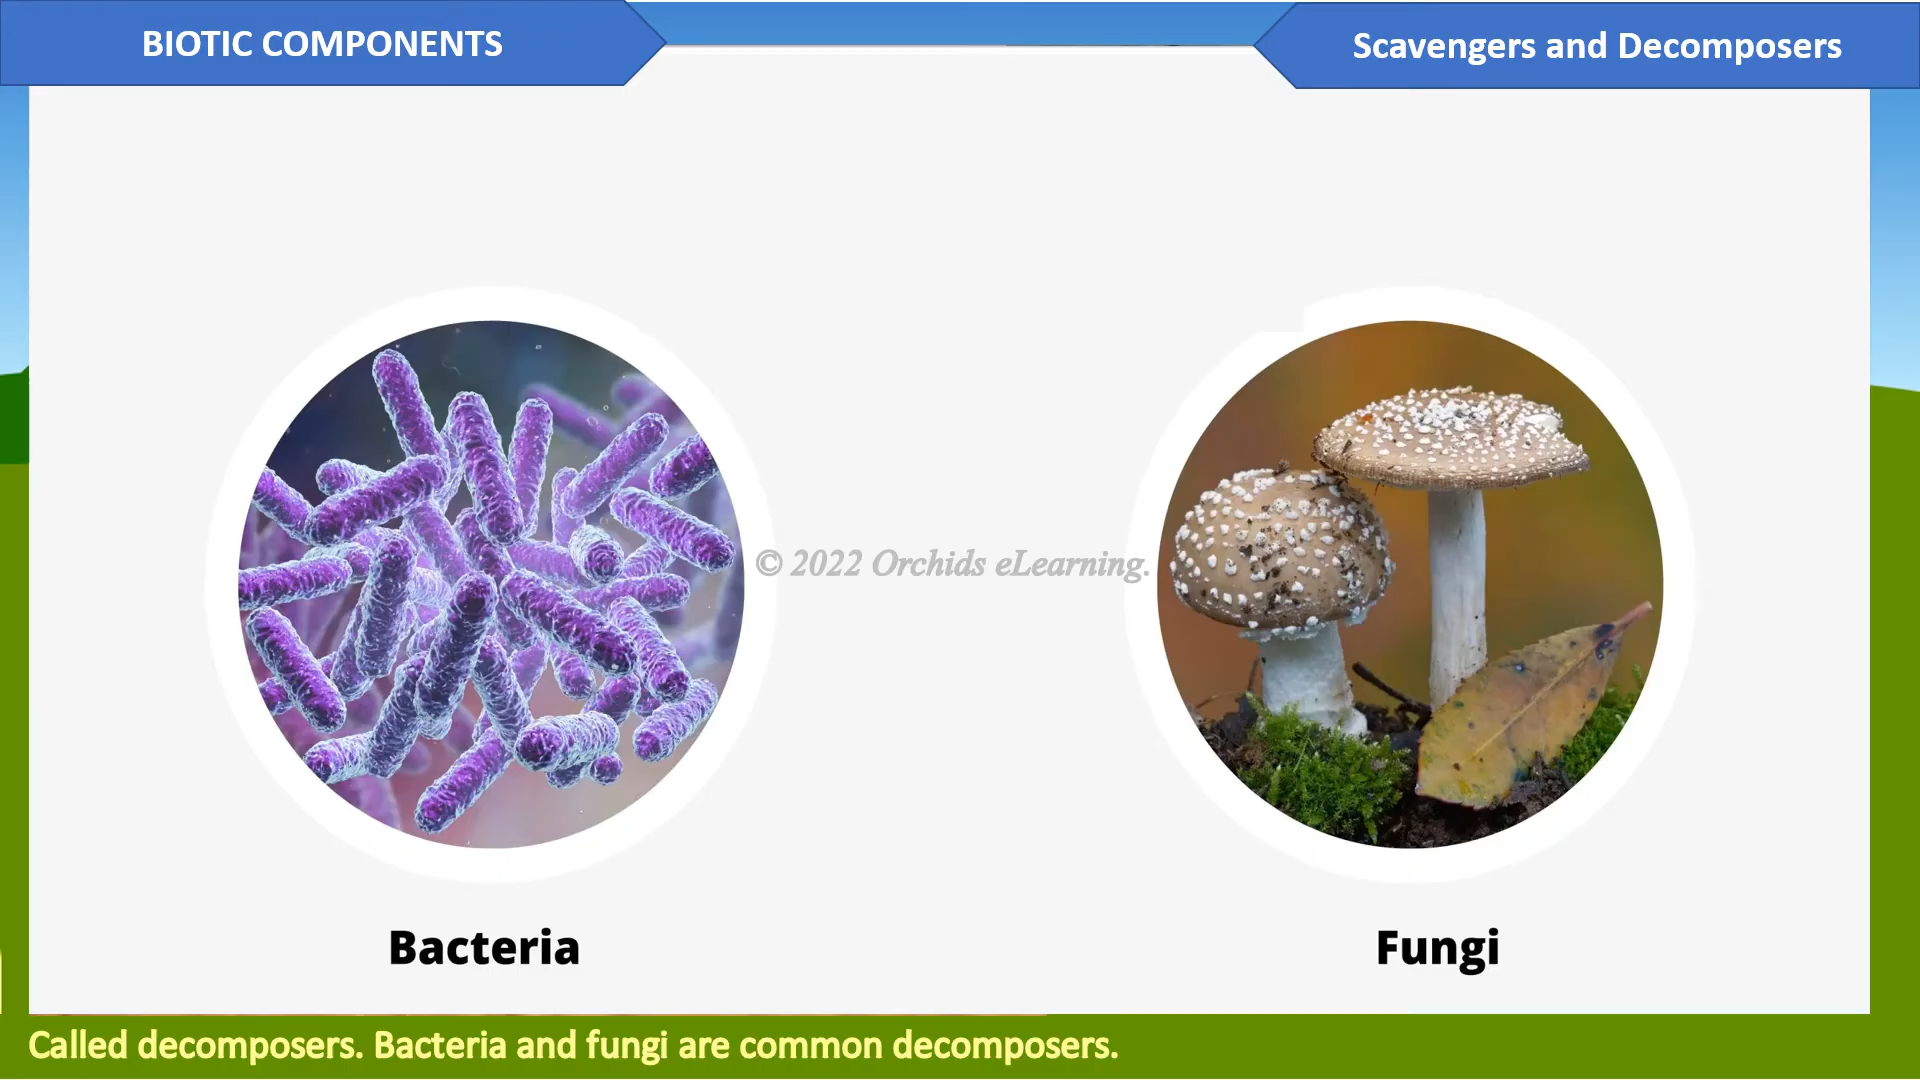 BIOTIC COMPONENTS
Scavengers and Decomposers
© 2022 Orchids eLearning.
Bacteria
Fungi
Called decomposers. Bacteria and fungi are common decomposers.